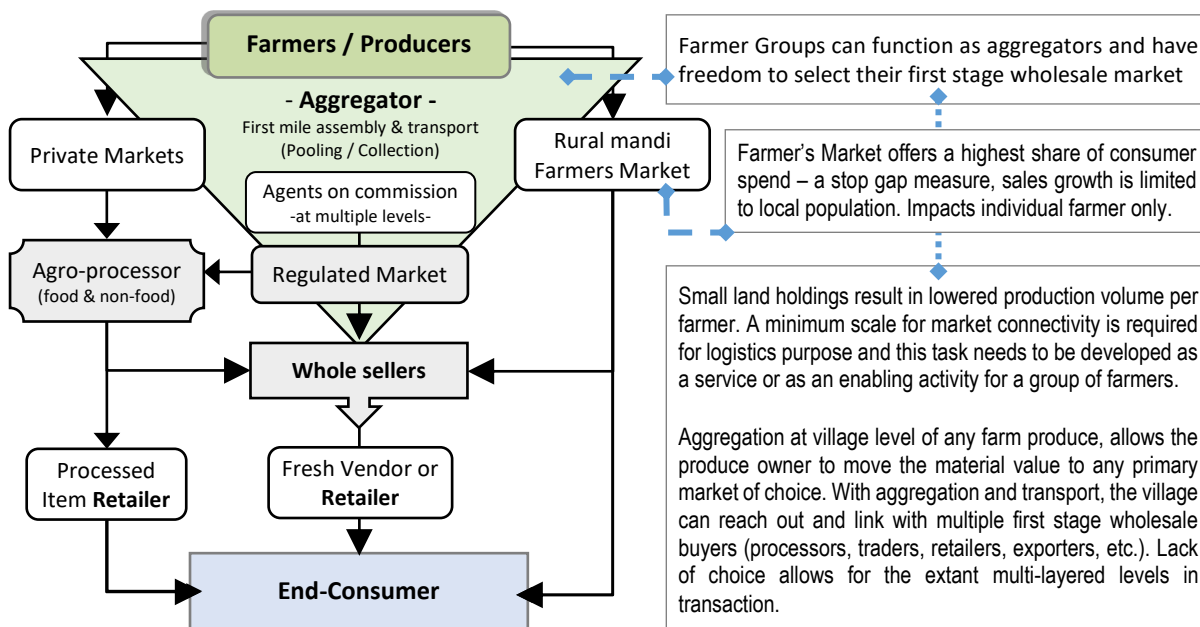 Farmers / Producers
- Aggregator -
First mile assembly & transport
(Pooling / Collection)
Private Markets
Rural mandi
Farmers Market
Agents on commission
-at multiple levels-
Agro-processor
(food & non-food)
Regulated Market
Whole sellers
Processed
Item Retailer
Fresh Vendor or
Retailer
End-Consumer
Farmer Groups can function as aggregators and have
freedom to select their first stage wholesale market
Farmer's Market offers a highest share of consumer
spend – a stop gap measure, sales growth is limited
to local population. Impacts individual farmer only.
Small land holdings result in lowered production volume per
farmer. A minimum scale for market connectivity is required
for logistics purpose and this task needs to be developed as
a service or as an enabling activity for a group of farmers.
Aggregation at village level of any farm produce, allows the
produce owner to move the material value to any primary
market of choice. With aggregation and transport, the village
can reach out and link with multiple first stage wholesale
buyers (processors, traders, retailers, exporters, etc.). Lack
of choice allows for the extant multi-layered levels in
transaction.